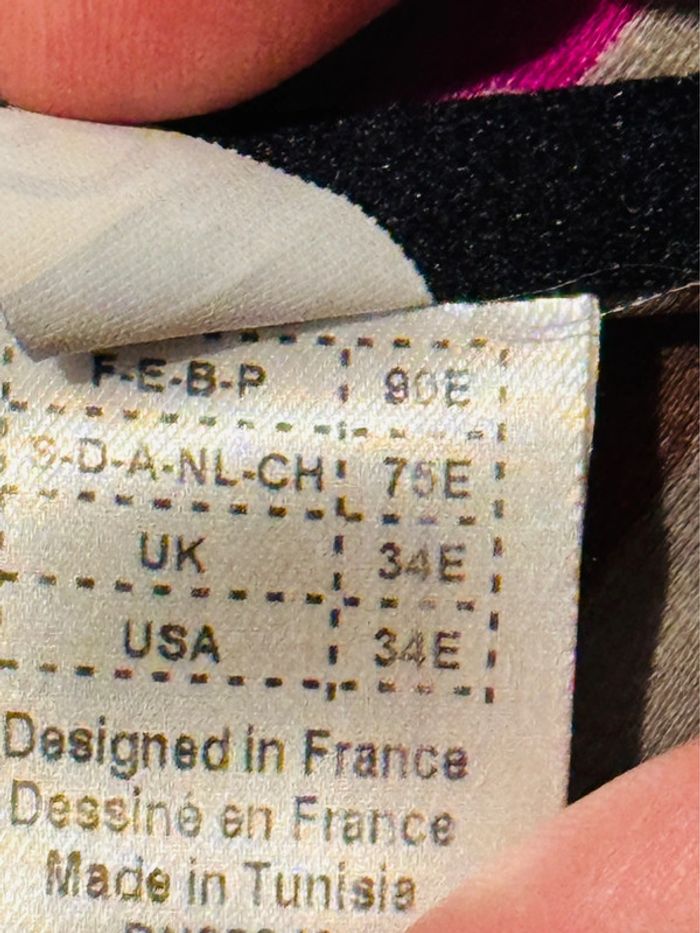 F-E-B-P 90E
S-D-A-NL-CH 75E
UK 34E
USA 34E
Designed in France
Dessiné en France
Made in Tunisia